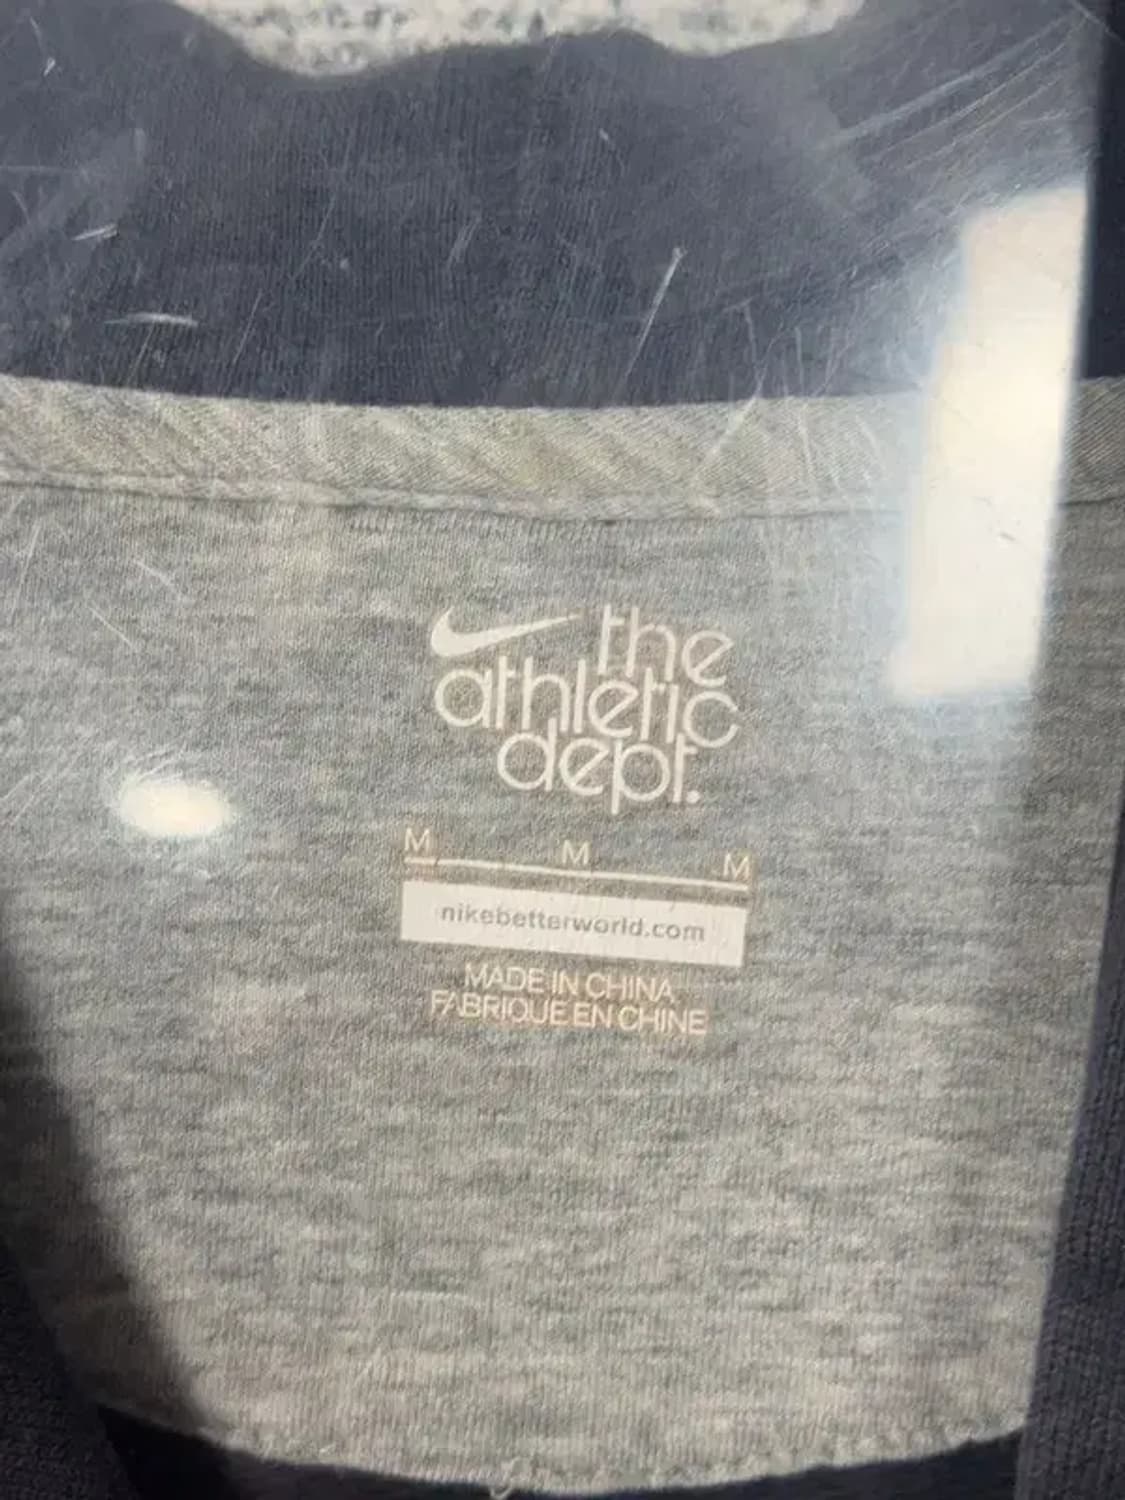 the
athletic
dept.
M M M
nikebetterworld.com
MADE IN CHINA
FABRIQUE EN CHINE